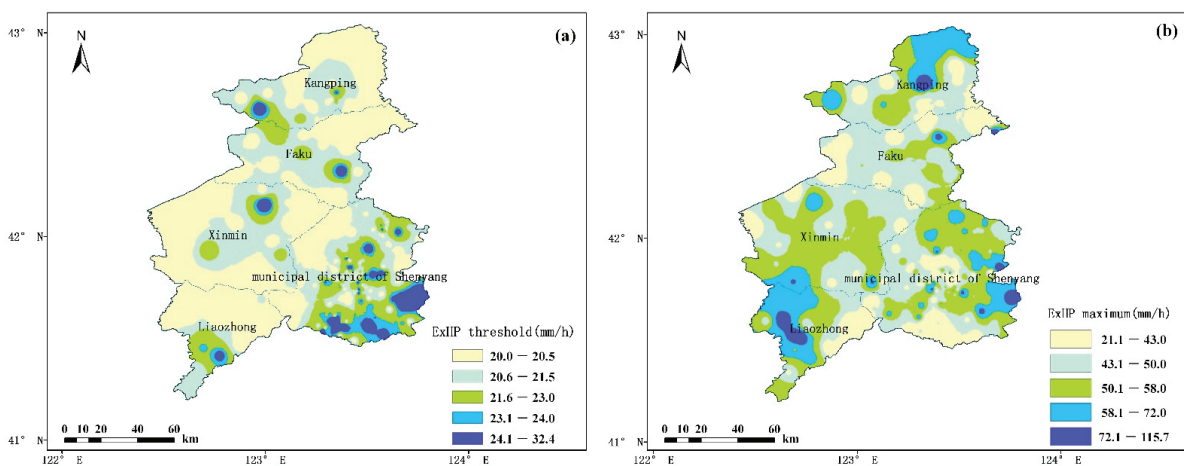 43° N
N
(a)
Kangping
Faku
42° N
Xinmin
municipal district of Shenyang
Liaozhong
ExHP threshold(mm/h)
20.0 — 20.5
20.6 — 21.5
21.6 — 23.0
23.1 — 24.0
24.1 — 32.4
41° N
0 10 20 40 60
km
122° E
123° E
124° E
43° N
N
(b)
Kangping
Faku
42° N
Xinmin
municipal district of Shenyang
Liaozhong
ExHP maximum(mm/h)
21.1 — 43.0
43.1 — 50.0
50.1 — 58.0
58.1 — 72.0
72.1 — 115.7
41° N
0 10 20 40 60
km
122° E
123° E
124° E